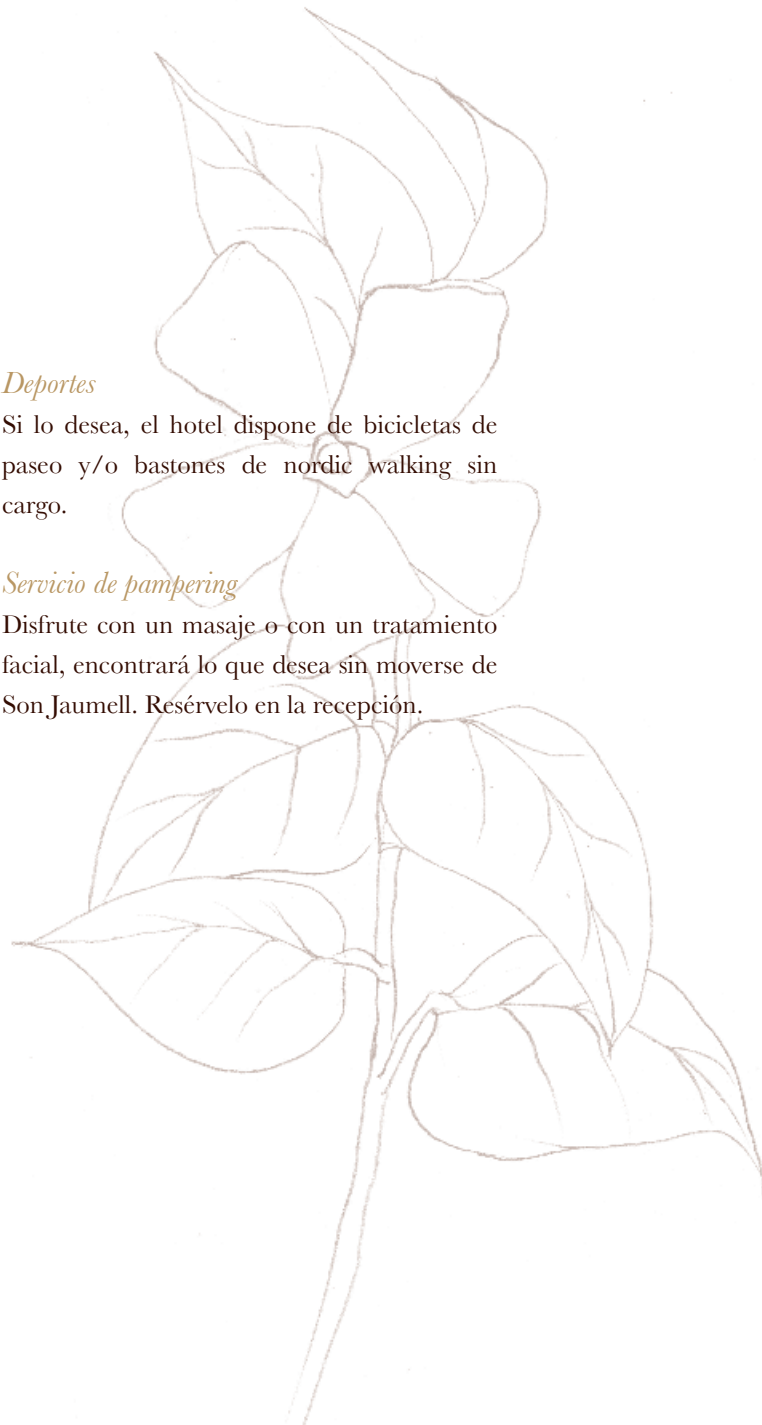 Deportes
Si lo desea, el hotel dispone de bicicletas de
paseo y/o bastones de nordic walking sin
cargo.
Servicio de pampering
Disfrute con un masaje o con un tratamiento
facial, encontrará lo que desea sin moverse de
Son Jaumell. Resérvelo en la recepción.